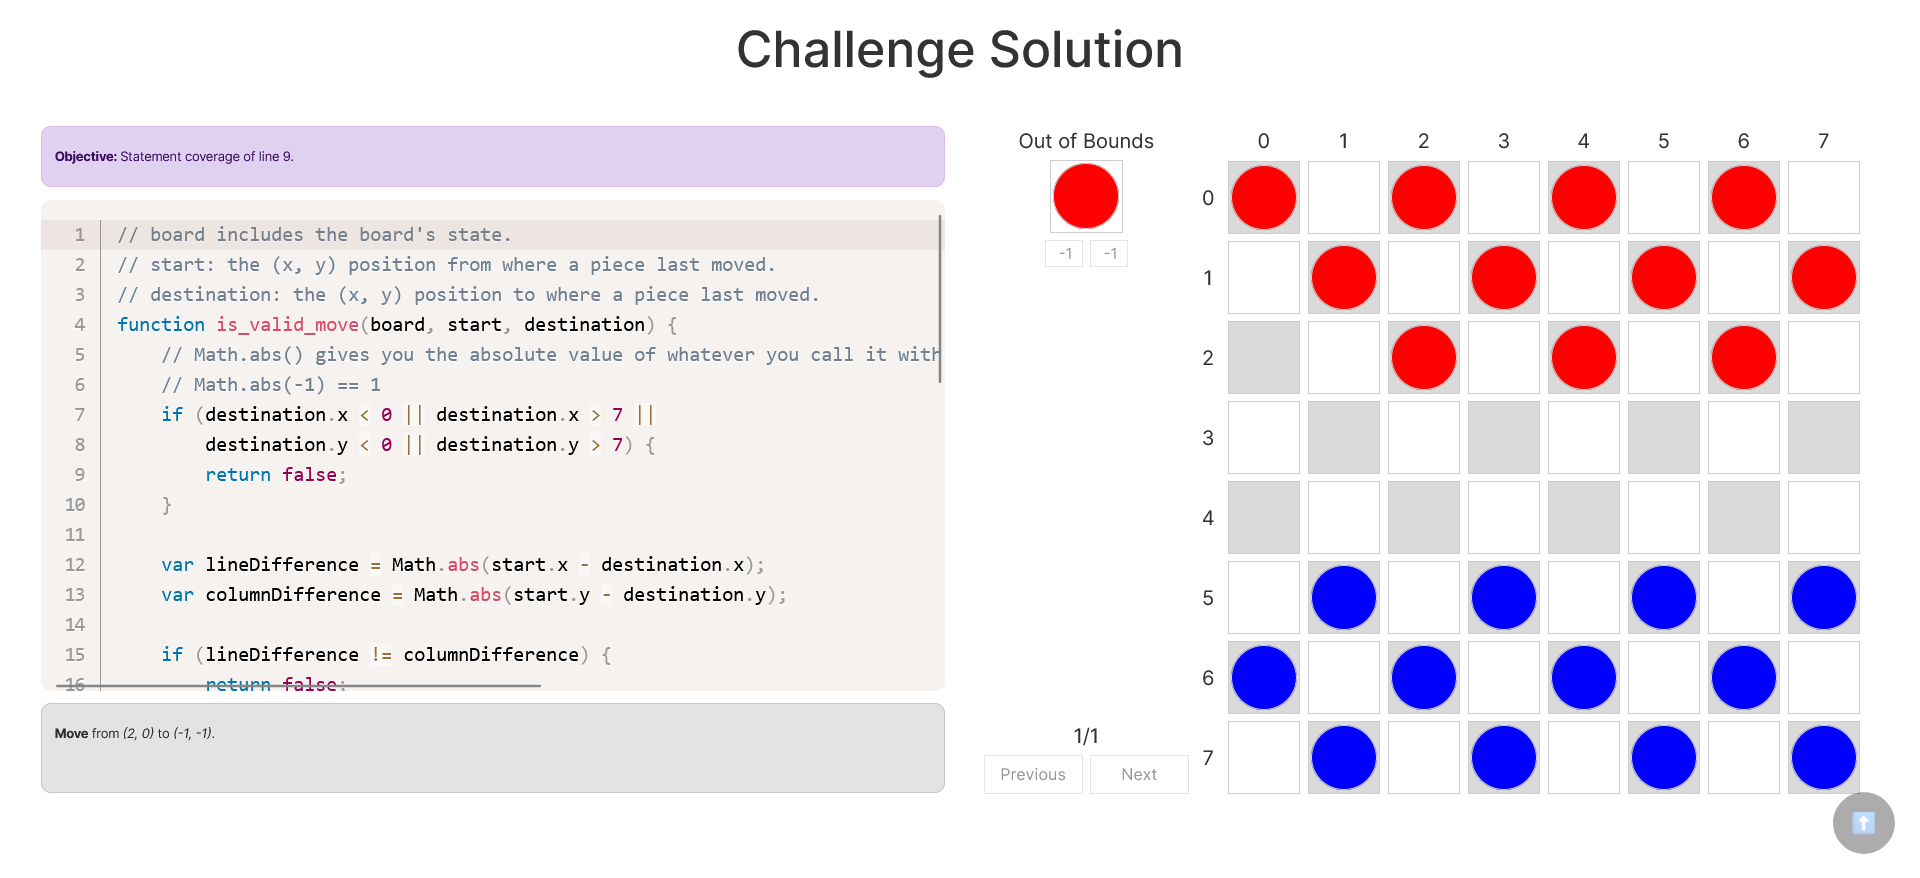 Challenge Solution
Objective: Statement coverage of line 9.
1 // board includes the board's state.
2 // start: the (x, y) position from where a piece last moved.
3 // destination: the (x, y) position to where a piece last moved.
4 function is_valid_move(board, start, destination) {
5 // Math.abs() gives you the absolute value of whatever you call it with
6 // Math.abs(-1) == 1
7 if (destination.x < 0 || destination.x > 7 ||
8 destination.y < 0 || destination.y > 7) {
9 return false;
10 }
11
12 var lineDifference = Math.abs(start.x - destination.x);
13 var columnDifference = Math.abs(start.y - destination.y);
14
15 if (lineDifference != columnDifference) {
16 return false;
Move from (2, 0) to (-1, -1).
Out of Bounds
-1 -1
1/1
Previous Next
0 1 2 3 4 5 6 7
0
1
2
3
4
5
6
7